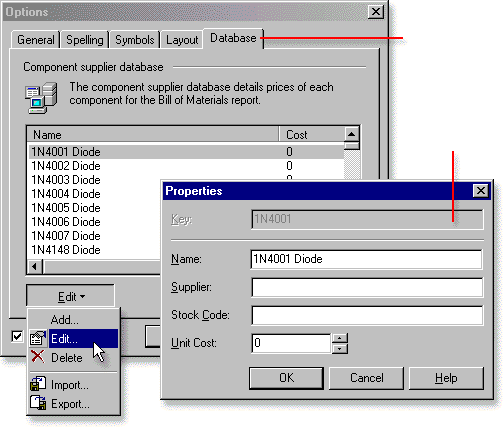 Options
General Spelling Symbols Layout Database
Component supplier database
The component supplier database details prices of each
component for the Bill of Materials report.
Name Cost
1N4001 Diode 0
1N4002 Diode 0
1N4003 Diode 0
1N4004 Diode
1N4005 Diode
1N4006 Diode
1N4007 Diode
1N4148 Diode
Edit
Add...
Edit...
Delete
Import...
Export...
Properties
Key: 1N4001
Name: 1N4001 Diode
Supplier:
Stock Code:
Unit Cost: 0
OK Cancel Help